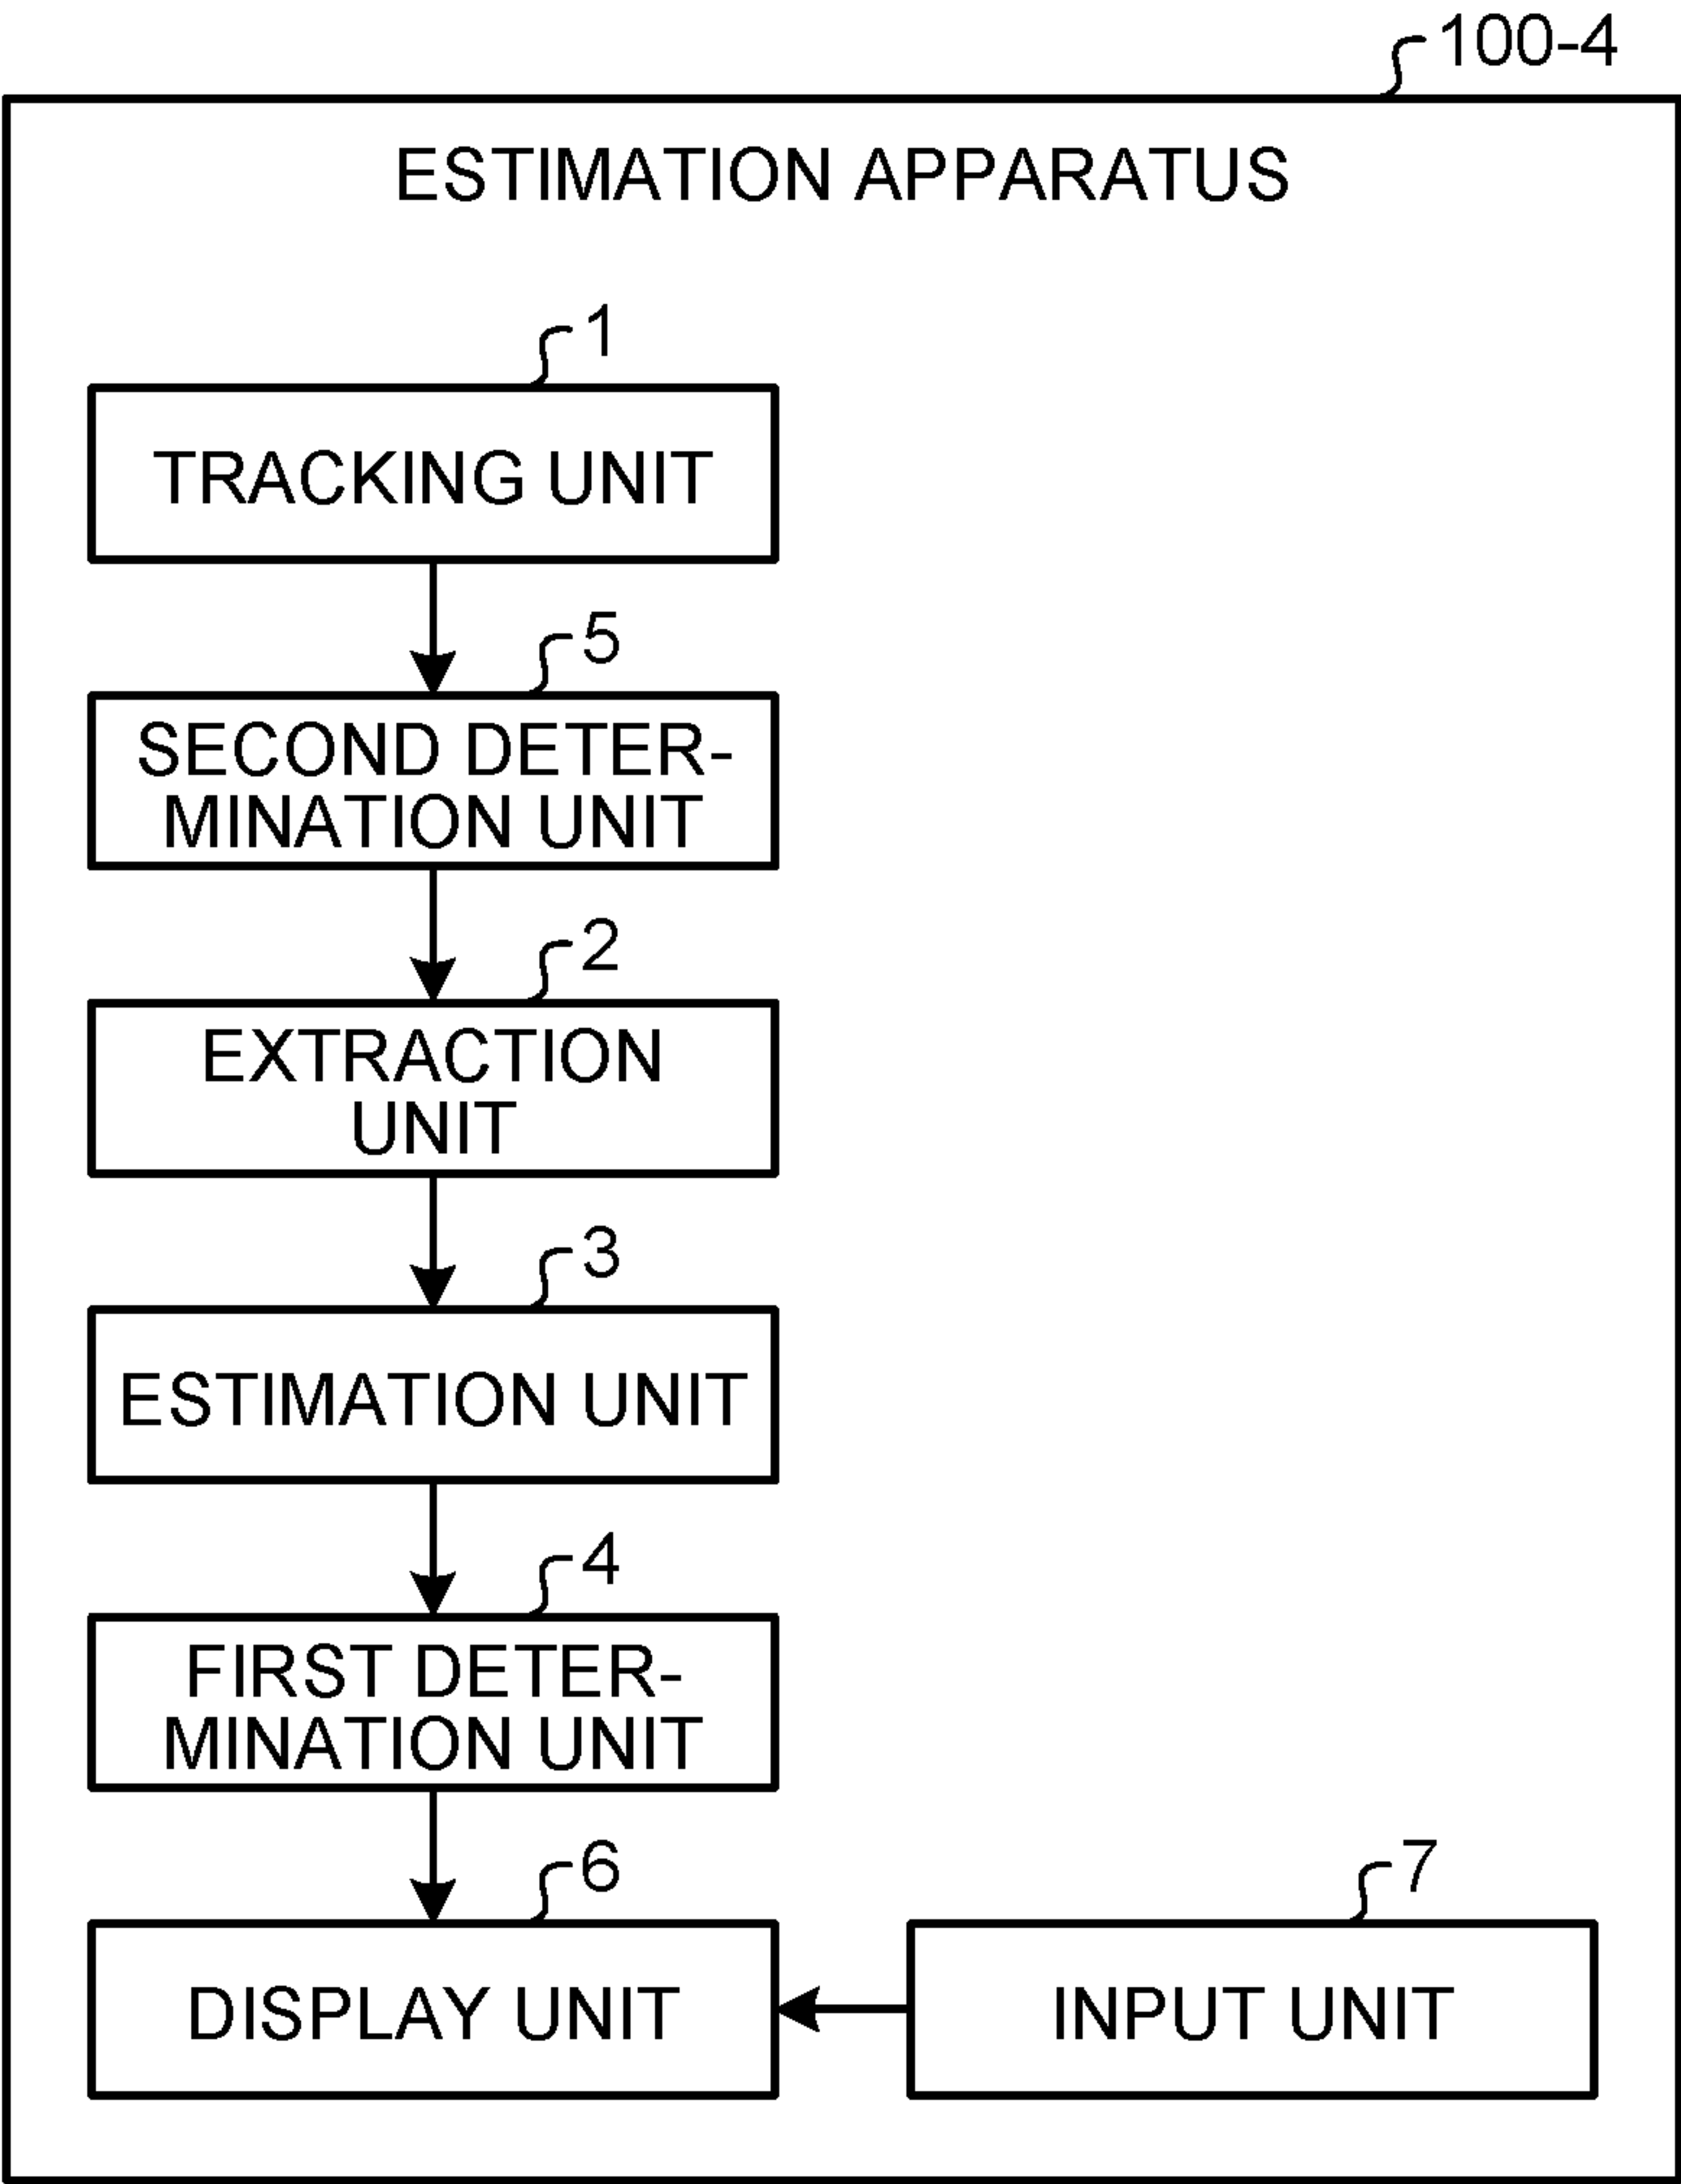 100-4
ESTIMATION APPARATUS
1
TRACKING UNIT
5
SECOND DETER-
MINATION UNIT
2
EXTRACTION
UNIT
3
ESTIMATION UNIT
4
FIRST DETER-
MINATION UNIT
6
DISPLAY UNIT
7
INPUT UNIT